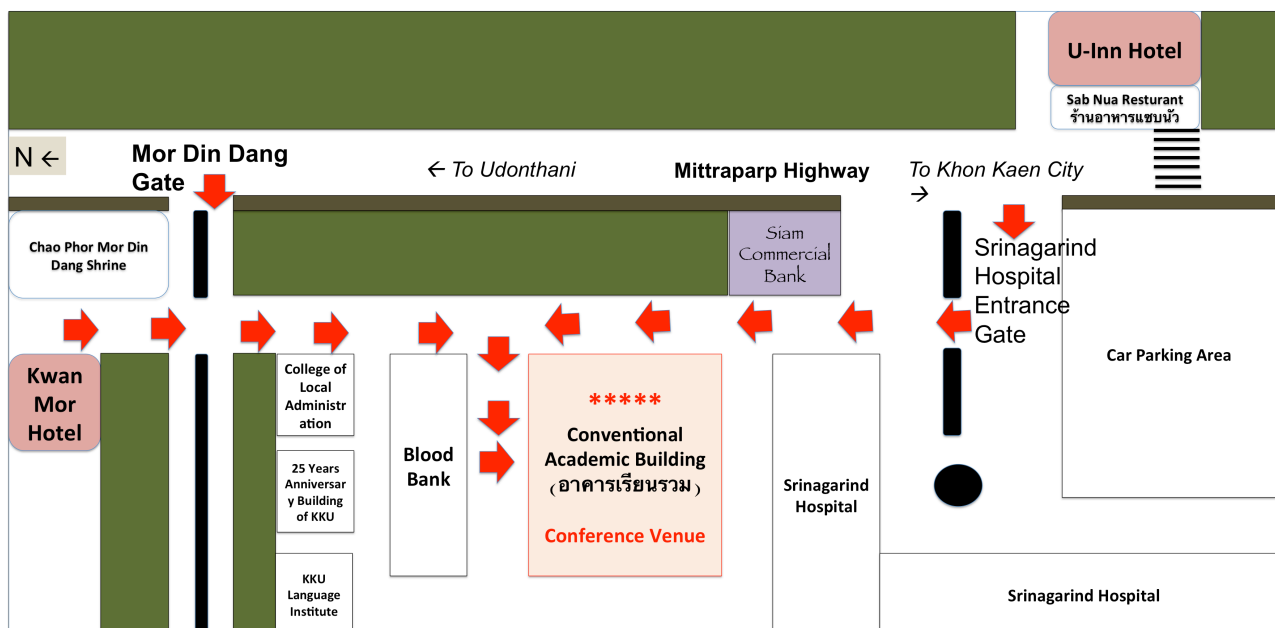 U-Inn Hotel
Sab Nua Resturant
ร้านอาหารแซบนัว
N ←
Mor Din Dang
Gate
← To Udonthani
Mittraparp Highway
To Khon Kaen City
→
Chao Phor Mor Din
Dang Shrine
Siam
Commercial
Bank
Srinagarind
Hospital
Entrance
Gate
Car Parking Area
Kwan
Mor
Hotel
College of
Local
Administr
ation
25 Years
Anniversar
y Building
of KKU
KKU
Language
Institute
Blood
Bank
*****
Conventional
Academic Building
(อาคารเรียนรวม)
Conference Venue
Srinagarind
Hospital
Srinagarind Hospital